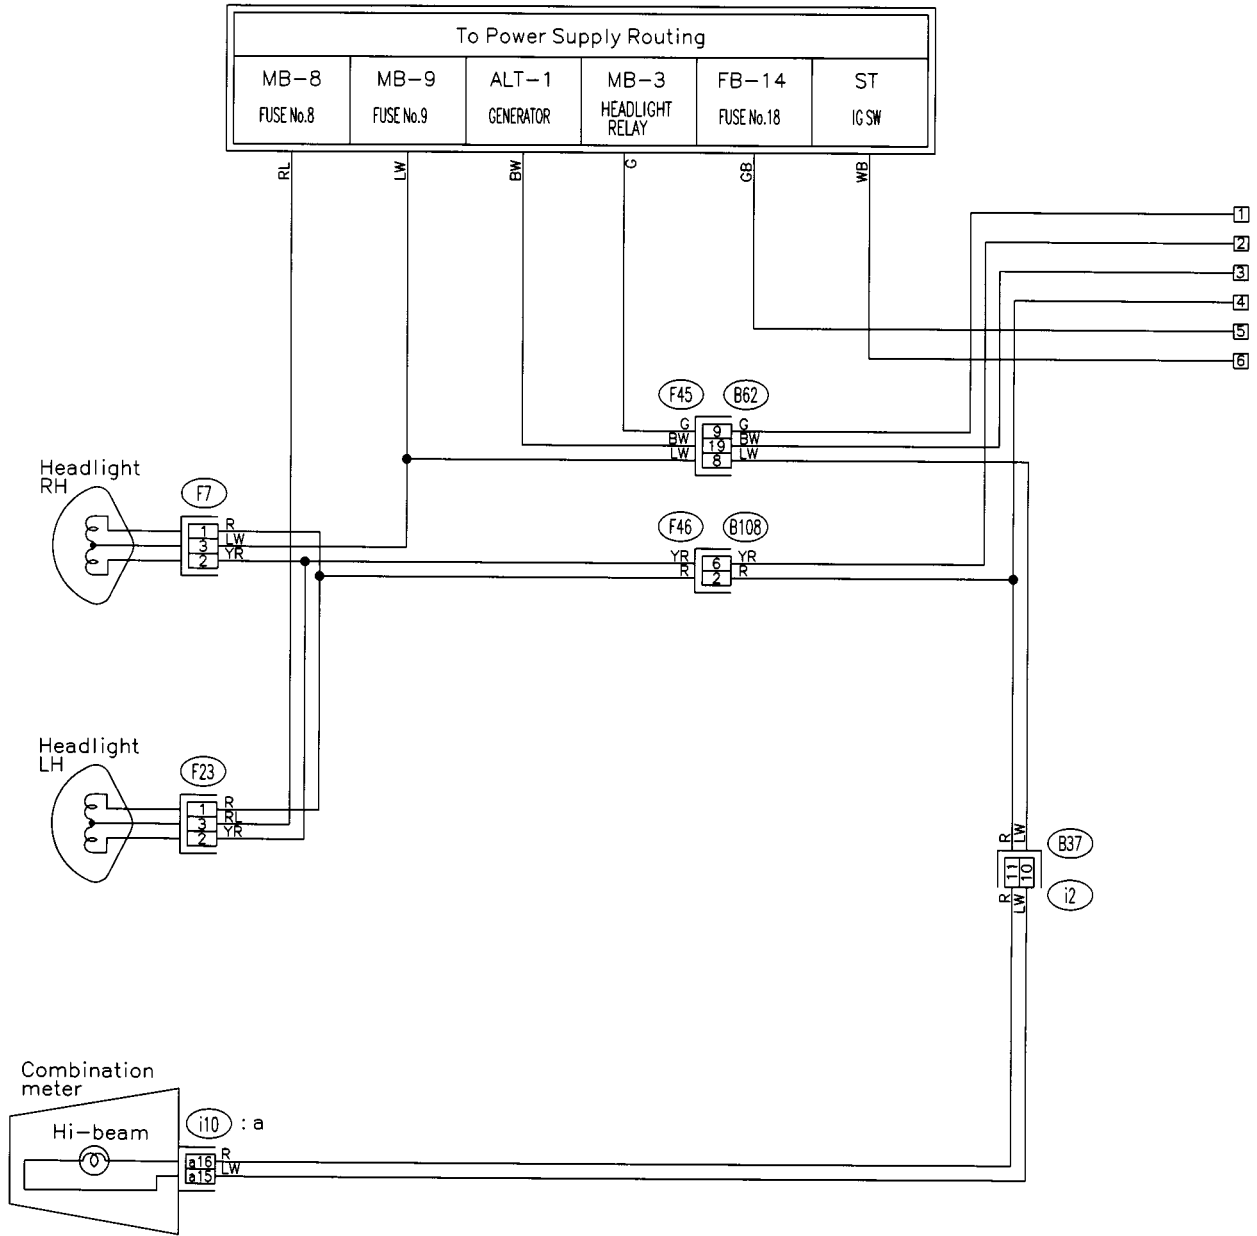 To Power Supply Routing
MB-8 MB-9 ALT-1 MB-3 FB-14 ST
FUSE No.8 FUSE No.9 GENERATOR HEADLIGHT RELAY FUSE No.18 IG SW
RL LW BW G GB WB
1
2
3
4
5
6
F45 B62
G 9 G
BW 19 BW
LW 8 LW
Headlight
RH
F7
1 R
3 LW
2 YR
F46 B108
YR 6 YR
R 2 R
Headlight
LH
F23
1 R
3 RL
2 YR
R LW
B37
11 10
R LW
i2
Combination
meter
i10 : a
Hi-beam
a16 R
a15 LW